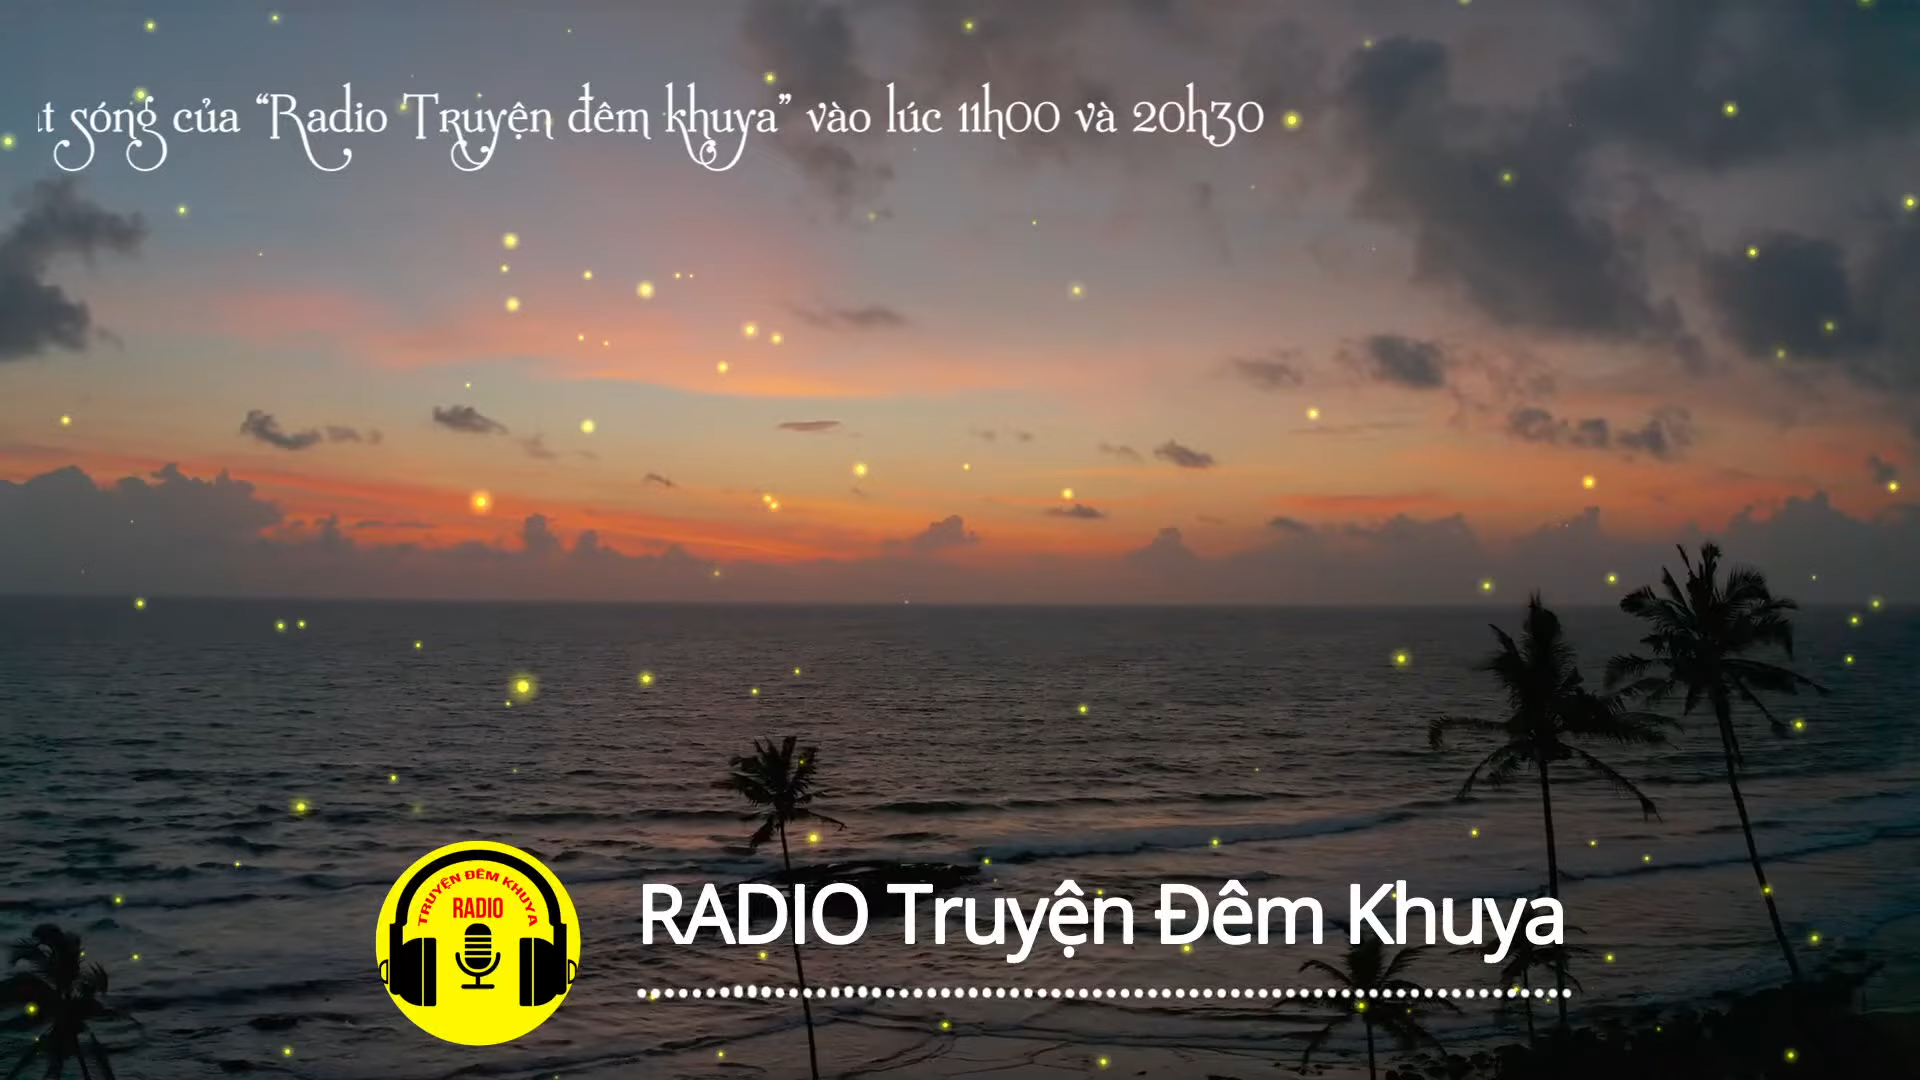 sóng của “Radio Truyện đêm khuya” vào lúc 11h00 và 20h30
TRUYỆN ĐÊM KHUYA
RADIO
RADIO Truyện Đêm Khuya